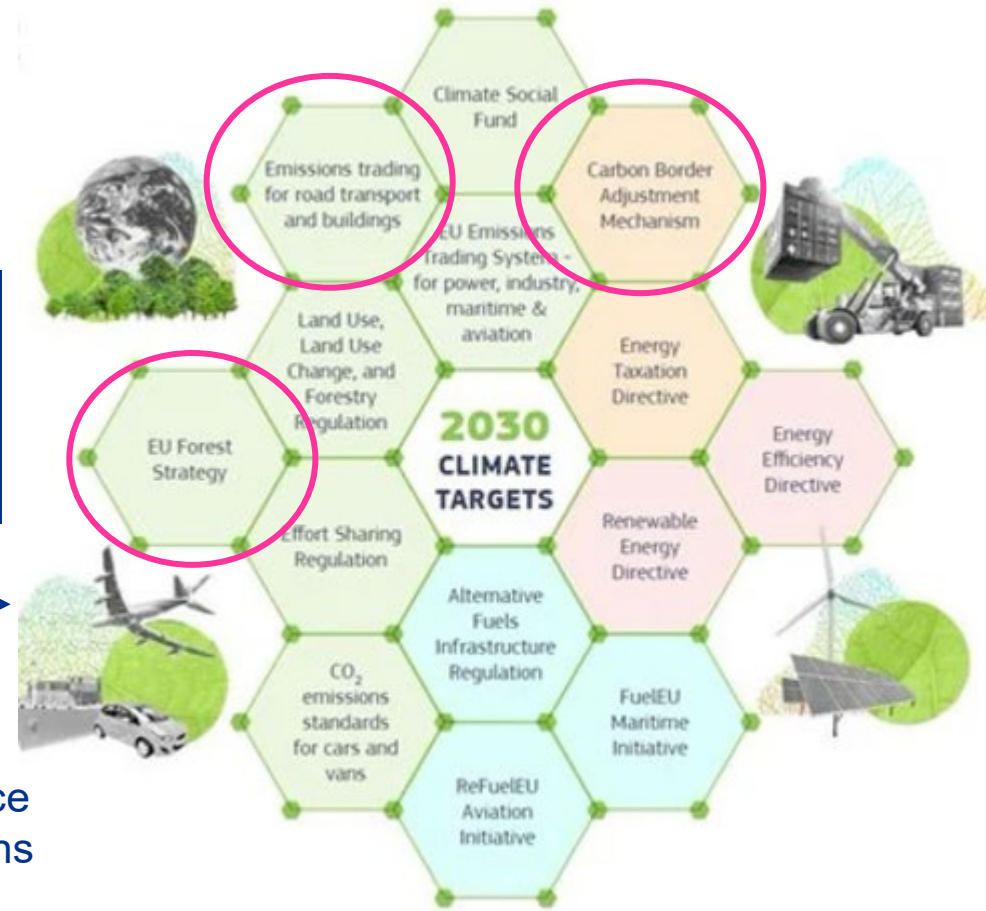 Climate Social
Fund
Emissions trading
for road transport
and buildings
Carbon Border
Adjustment
Mechanism
EU Emissions
Trading System -
for power, industry,
maritime &
aviation
Land Use,
Land Use
Change, and
Forestry
Regulation
Energy
Taxation
Directive
2030
CLIMATE
TARGETS
EU Forest
Strategy
Energy
Efficiency
Directive
Effort Sharing
Regulation
Renewable
Energy
Directive
Alternative
Fuels
Infrastructure
Regulation
CO₂
emissions
standards
for cars and
vans
FuelEU
Maritime
Initiative
ReFuelEU
Aviation
Initiative